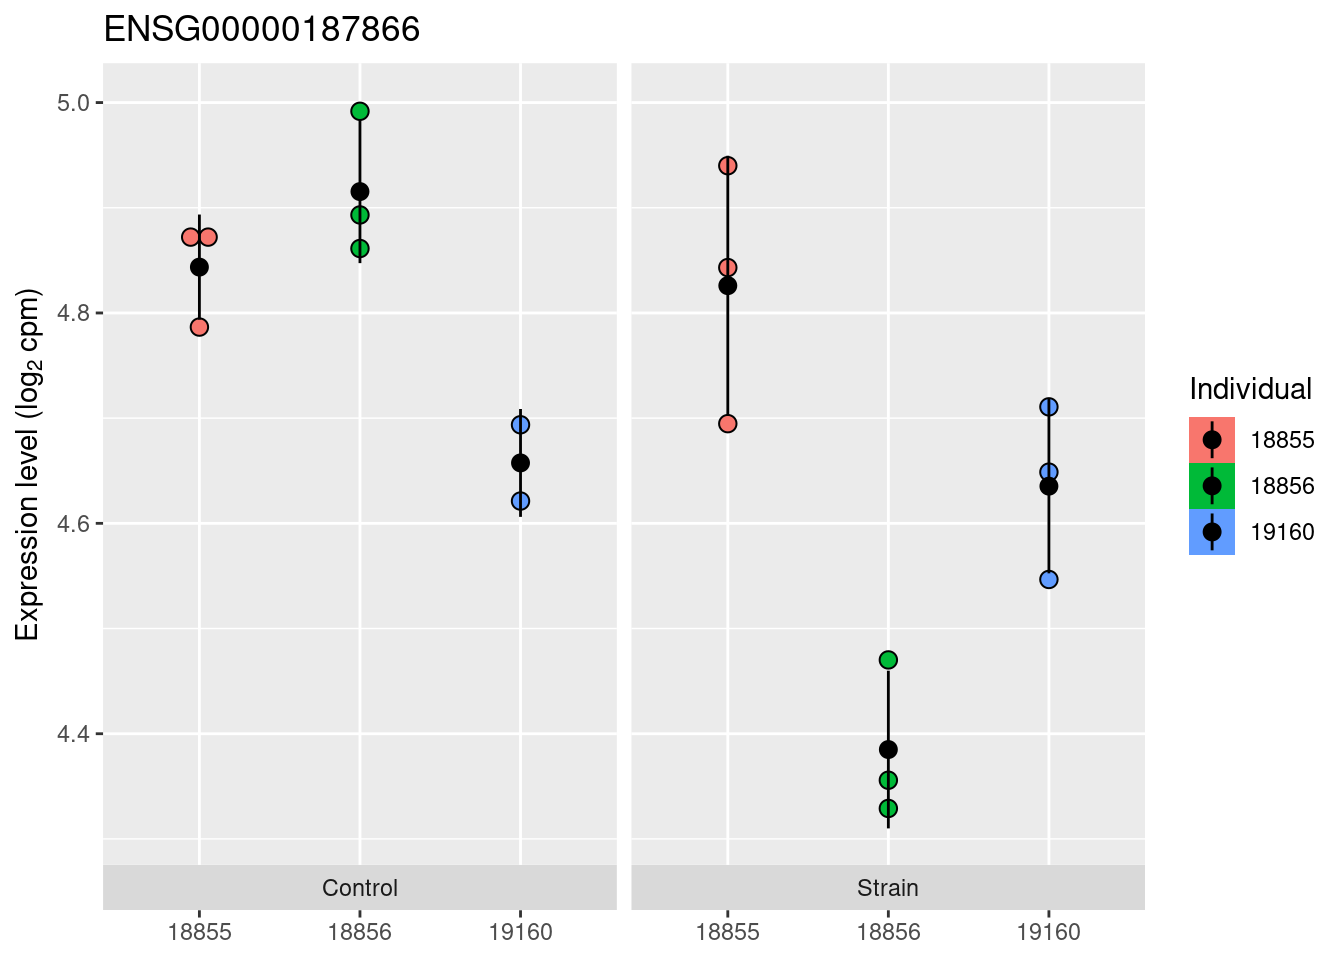 ENSG00000187866
Expression level (log₂ cpm)
5.0
4.8
4.6
4.4
Control
Strain
18855
18856
19160
18855
18856
19160
Individual
18855
18856
19160